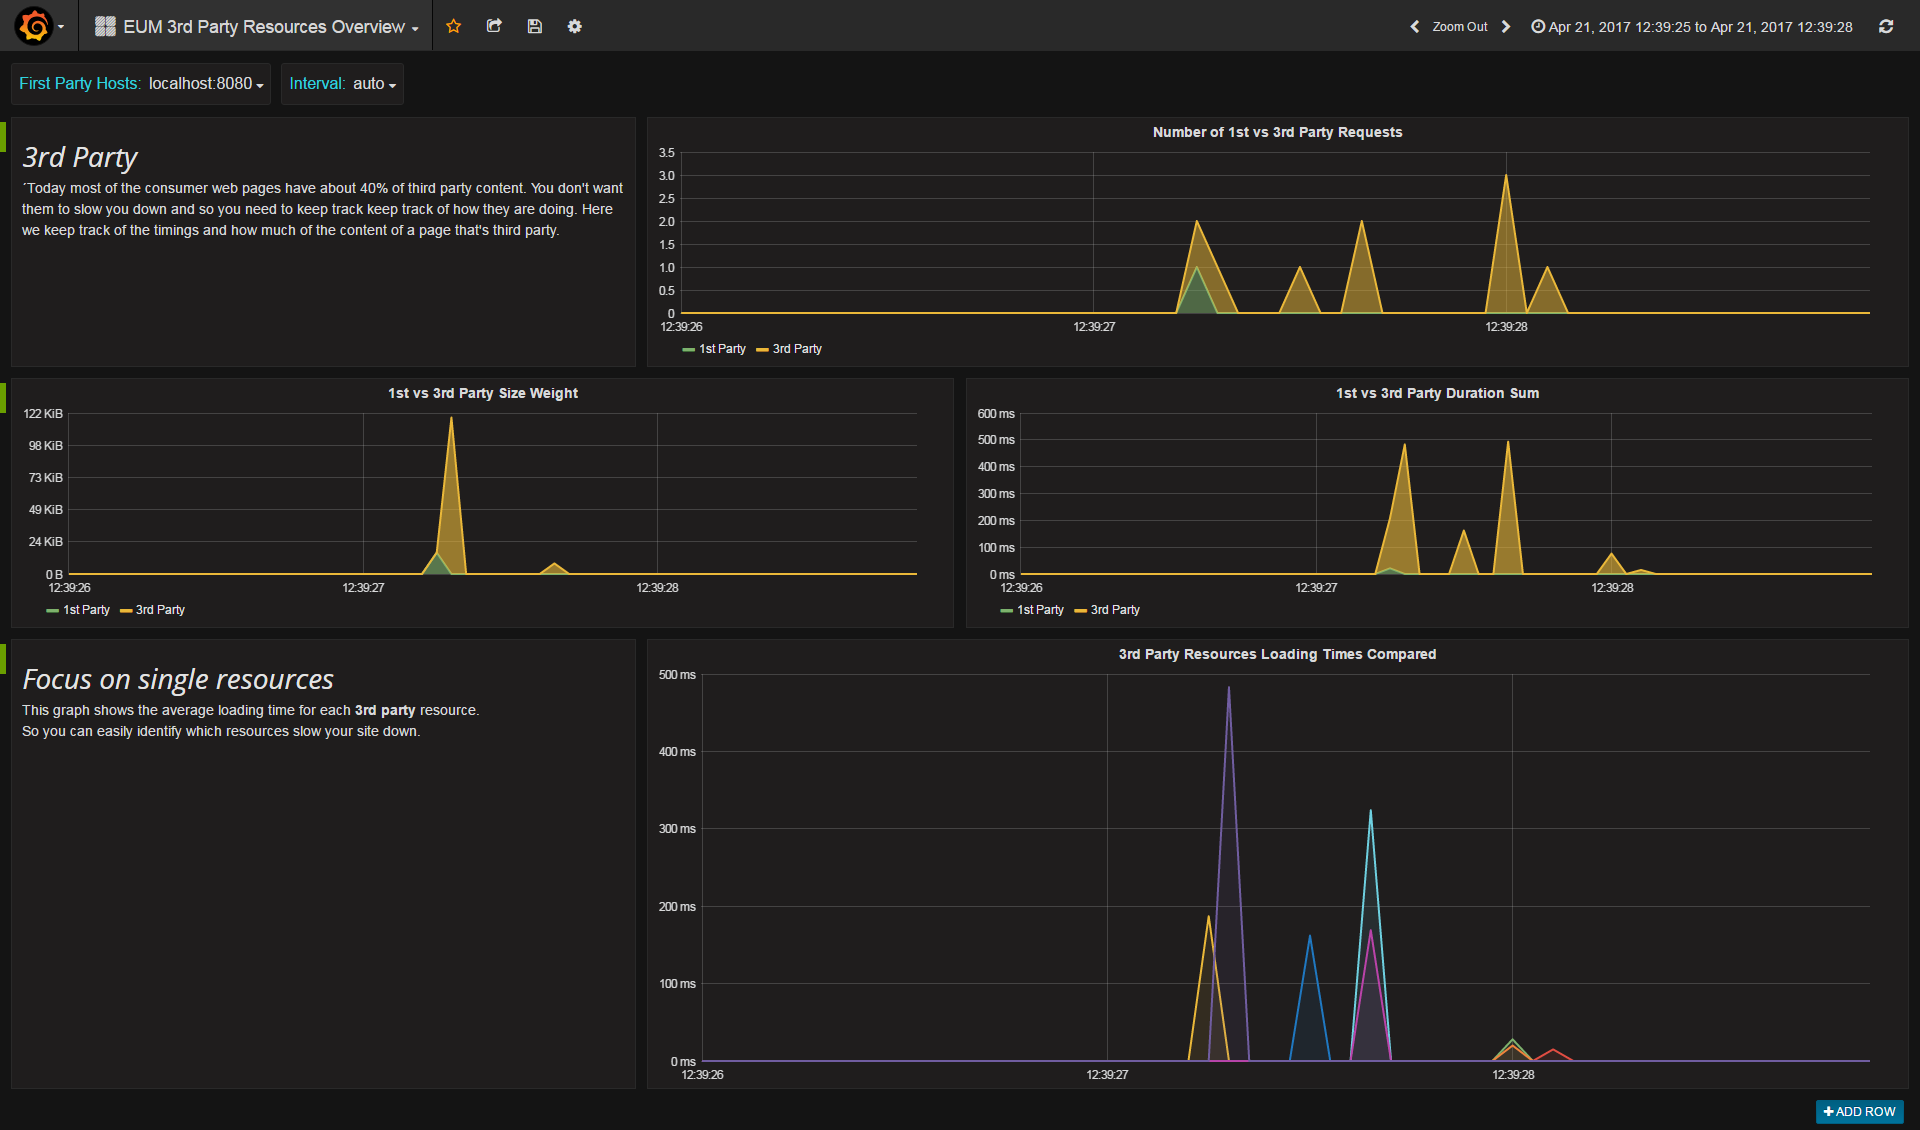 EUM 3rd Party Resources Overview
Zoom Out
Apr 21, 2017 12:39:25 to Apr 21, 2017 12:39:28
First Party Hosts: localhost:8080
Interval: auto
3rd Party
´Today most of the consumer web pages have about 40% of third party content. You don't want
them to slow you down and so you need to keep track keep track of how they are doing. Here
we keep track of the timings and how much of the content of a page that's third party.
Number of 1st vs 3rd Party Requests
3.5
3.0
2.5
2.0
1.5
1.0
0.5
0
12:39:26
12:39:27
12:39:28
1st Party
3rd Party
1st vs 3rd Party Size Weight
122 KiB
98 KiB
73 KiB
49 KiB
24 KiB
0 B
12:39:26
12:39:27
12:39:28
1st Party
3rd Party
1st vs 3rd Party Duration Sum
600 ms
500 ms
400 ms
300 ms
200 ms
100 ms
0 ms
12:39:26
12:39:27
12:39:28
1st Party
3rd Party
Focus on single resources
This graph shows the average loading time for each 3rd party resource.
So you can easily identify which resources slow your site down.
3rd Party Resources Loading Times Compared
500 ms
400 ms
300 ms
200 ms
100 ms
0 ms
12:39:26
12:39:27
12:39:28
ADD ROW